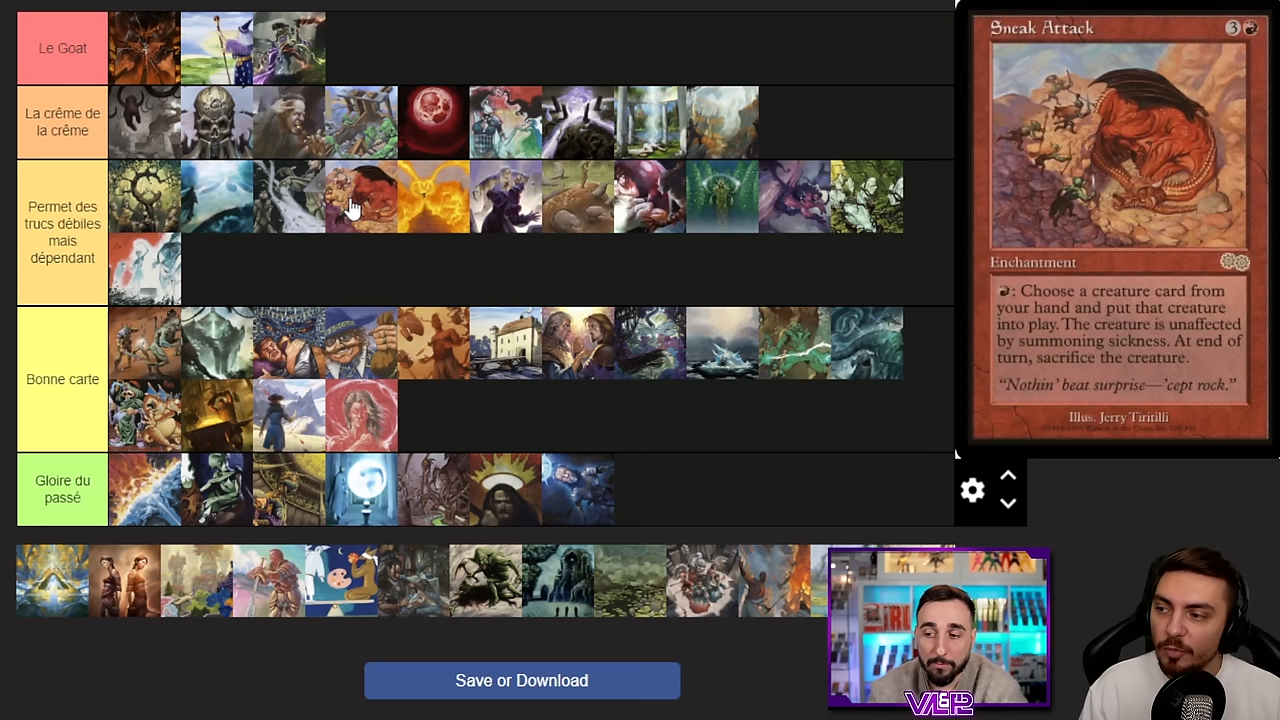 Le Goat
La crême de
la crême
Permet des
trucs débiles
mais
dépendant
Bonne carte
Gloire du
passé
Save or Download
Sneak Attack
3
Enchantment
: Choose a creature card from
your hand and put that creature
into play. The creature is unaffected
by summoning sickness. At end of
turn, sacrifice the creature.
“Nothin’ beat surprise—’cept rock.”
Illus. Jerry Tiritilli